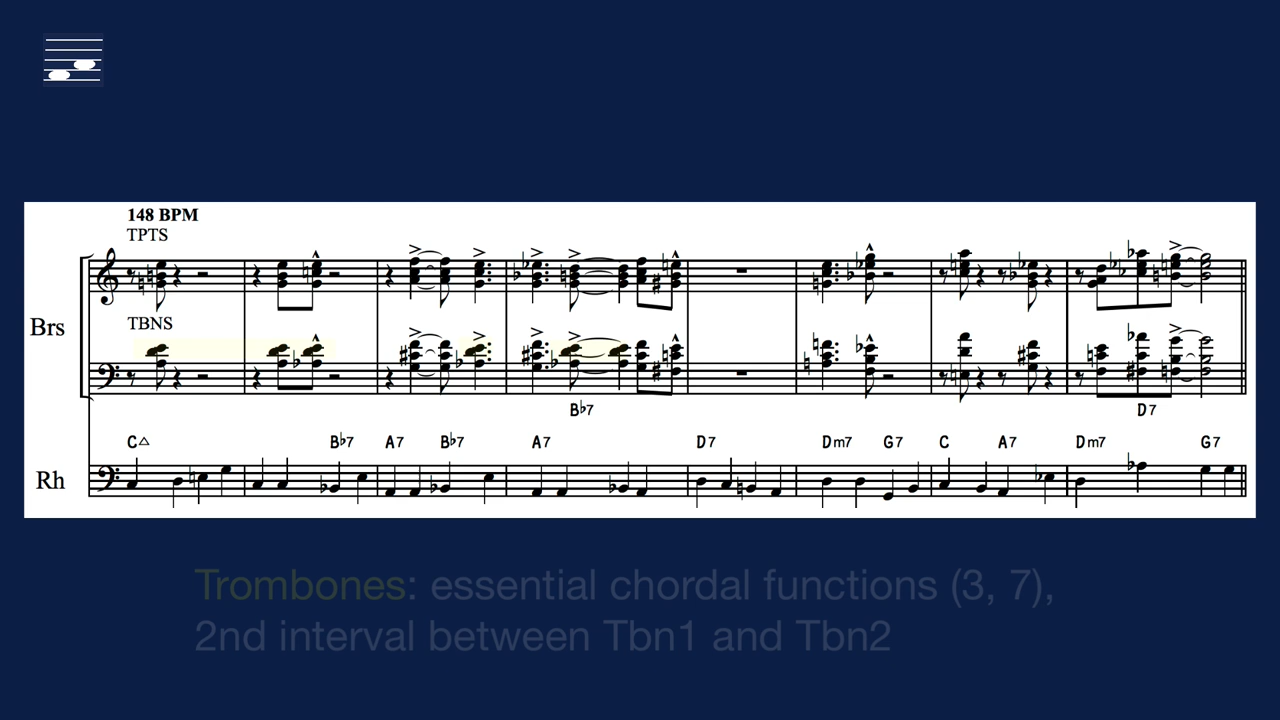 148 BPM
TPTS
Brs
TBNS
B♭7
D7
C△ B♭7 A7 B♭7 A7 D7 Dm7 G7 C A7 Dm7 G7
Rh
Trombones: essential chordal functions (3, 7),
2nd interval between Tbn1 and Tbn2